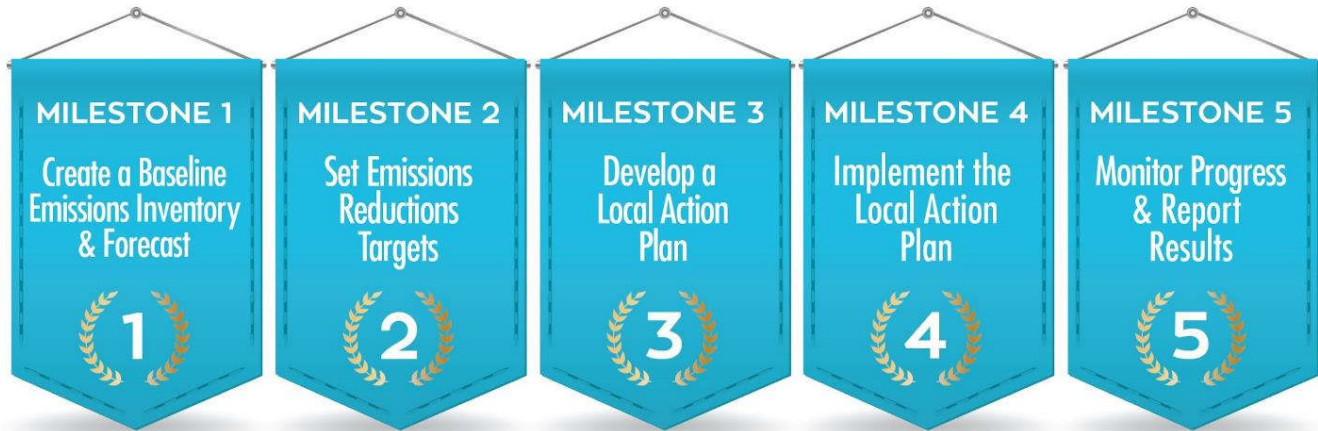 MILESTONE 1
Create a Baseline
Emissions Inventory
& Forecast
1
MILESTONE 2
Set Emissions
Reductions
Targets
2
MILESTONE 3
Develop a
Local Action
Plan
3
MILESTONE 4
Implement the
Local Action
Plan
4
MILESTONE 5
Monitor Progress
& Report
Results
5